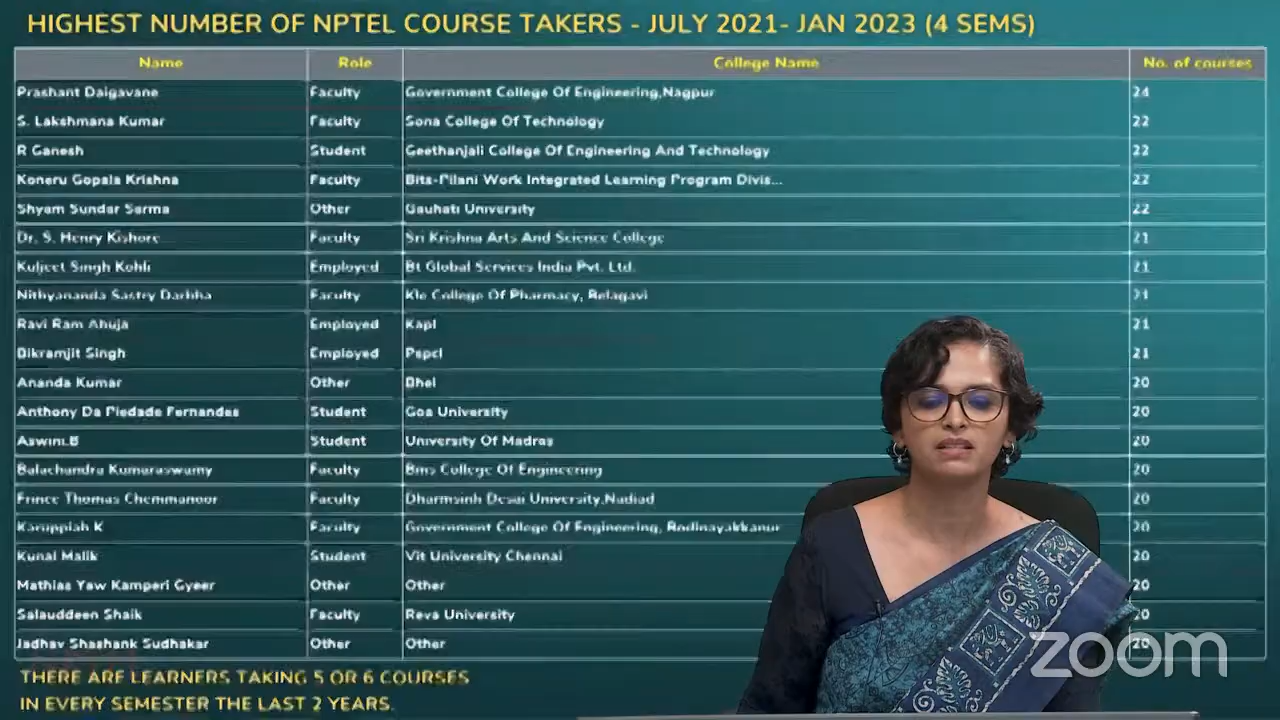 HIGHEST NUMBER OF NPTEL COURSE TAKERS - JULY 2021- JAN 2023 (4 SEMS)
Name Role College Name No. of courses
Prashant Daigavane Faculty Government College Of Engineering,Nagpur 24
S. Lakshmana Kumar Faculty Sona College Of Technology 22
R Ganesh Student Geethanjali College Of Engineering And Technology 22
Koneru Gopala Krishna Faculty Bits-Pilani Work Integrated Learning Program Divis... 22
Shyam Sundar Sarma Other Gauhati University 22
Dr. S. Henry Kishore Faculty Sri Krishna Arts And Science College 21
Kuljeet Singh Kohli Employed Bt Global Services India Pvt. Ltd. 21
Nithyananda Sastry Darbha Faculty Kle College Of Pharmacy, Belagavi 21
Ravi Ram Ahuja Employed Kapl 21
Bikramjit Singh Employed Pspcl 21
Ananda Kumar Other Bhel 20
Anthony Da Piedade Fernandes Student Goa University 20
Aswini.B Student University Of Madras 20
Balachandra Kumaraswamy Faculty Bms College Of Engineering 20
Prince Thomas Chemmanoor Faculty Dharmsinh Desai University,Nadiad 20
Karuppiah K Faculty Government College Of Engineering, Bodinayakkanur 20
Kunal Malik Student Vit University Chennai 20
Mathias Yaw Kamperi Gyeer Other Other 20
Salauddeen Shaik Faculty Reva University 20
Jadhav Shashank Sudhakar Other Other 20
THERE ARE LEARNERS TAKING 5 OR 6 COURSES
IN EVERY SEMESTER THE LAST 2 YEARS.
zoom